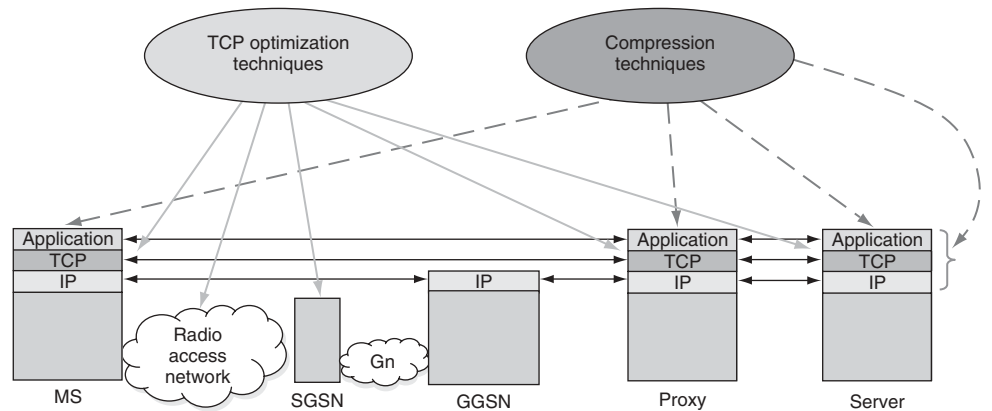 TCP optimization
techniques
Compression
techniques
Application
TCP
IP
Radio
access
network
MS
SGSN
Gn
IP
GGSN
Application
TCP
IP
Proxy
Application
TCP
IP
Server